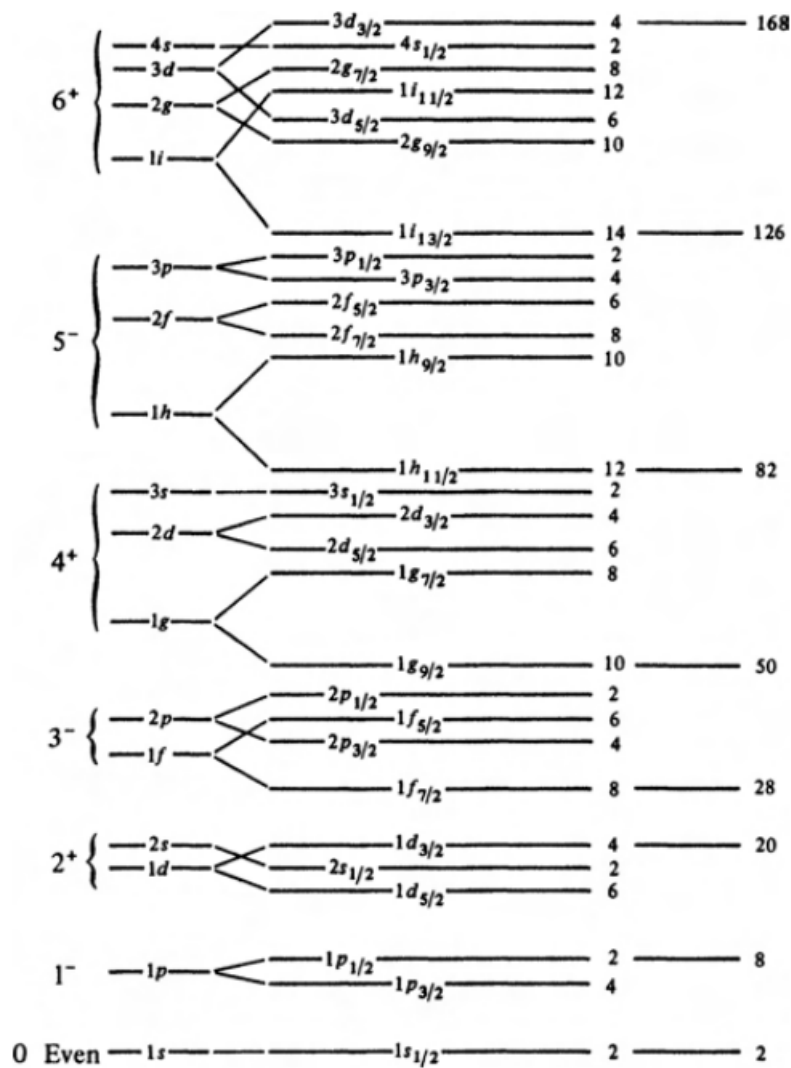 3d3/2 4 168
4s 4s1/2 2
3d 2g7/2 8
1i11/2 12
6+ 2g
3d5/2 6
2g9/2 10
1i
1i13/2 14 126
3p1/2 2
3p
3p3/2 4
2f5/2 6
2f
5− 2f7/2 8
1h9/2 10
1h
1h11/2 12 82
3s 3s1/2 2
2d3/2 4
2d
2d5/2 6
4+ 1g7/2 8
1g
1g9/2 10 50
2p1/2 2
2p 1f5/2 6
3− 2p3/2 4
1f
1f7/2 8 28
2s 1d3/2 4 20
2+ 1d 2s1/2 2
1d5/2 6
1p1/2 2 8
1− 1p
1p3/2 4
0 Even 1s 1s1/2 2 2